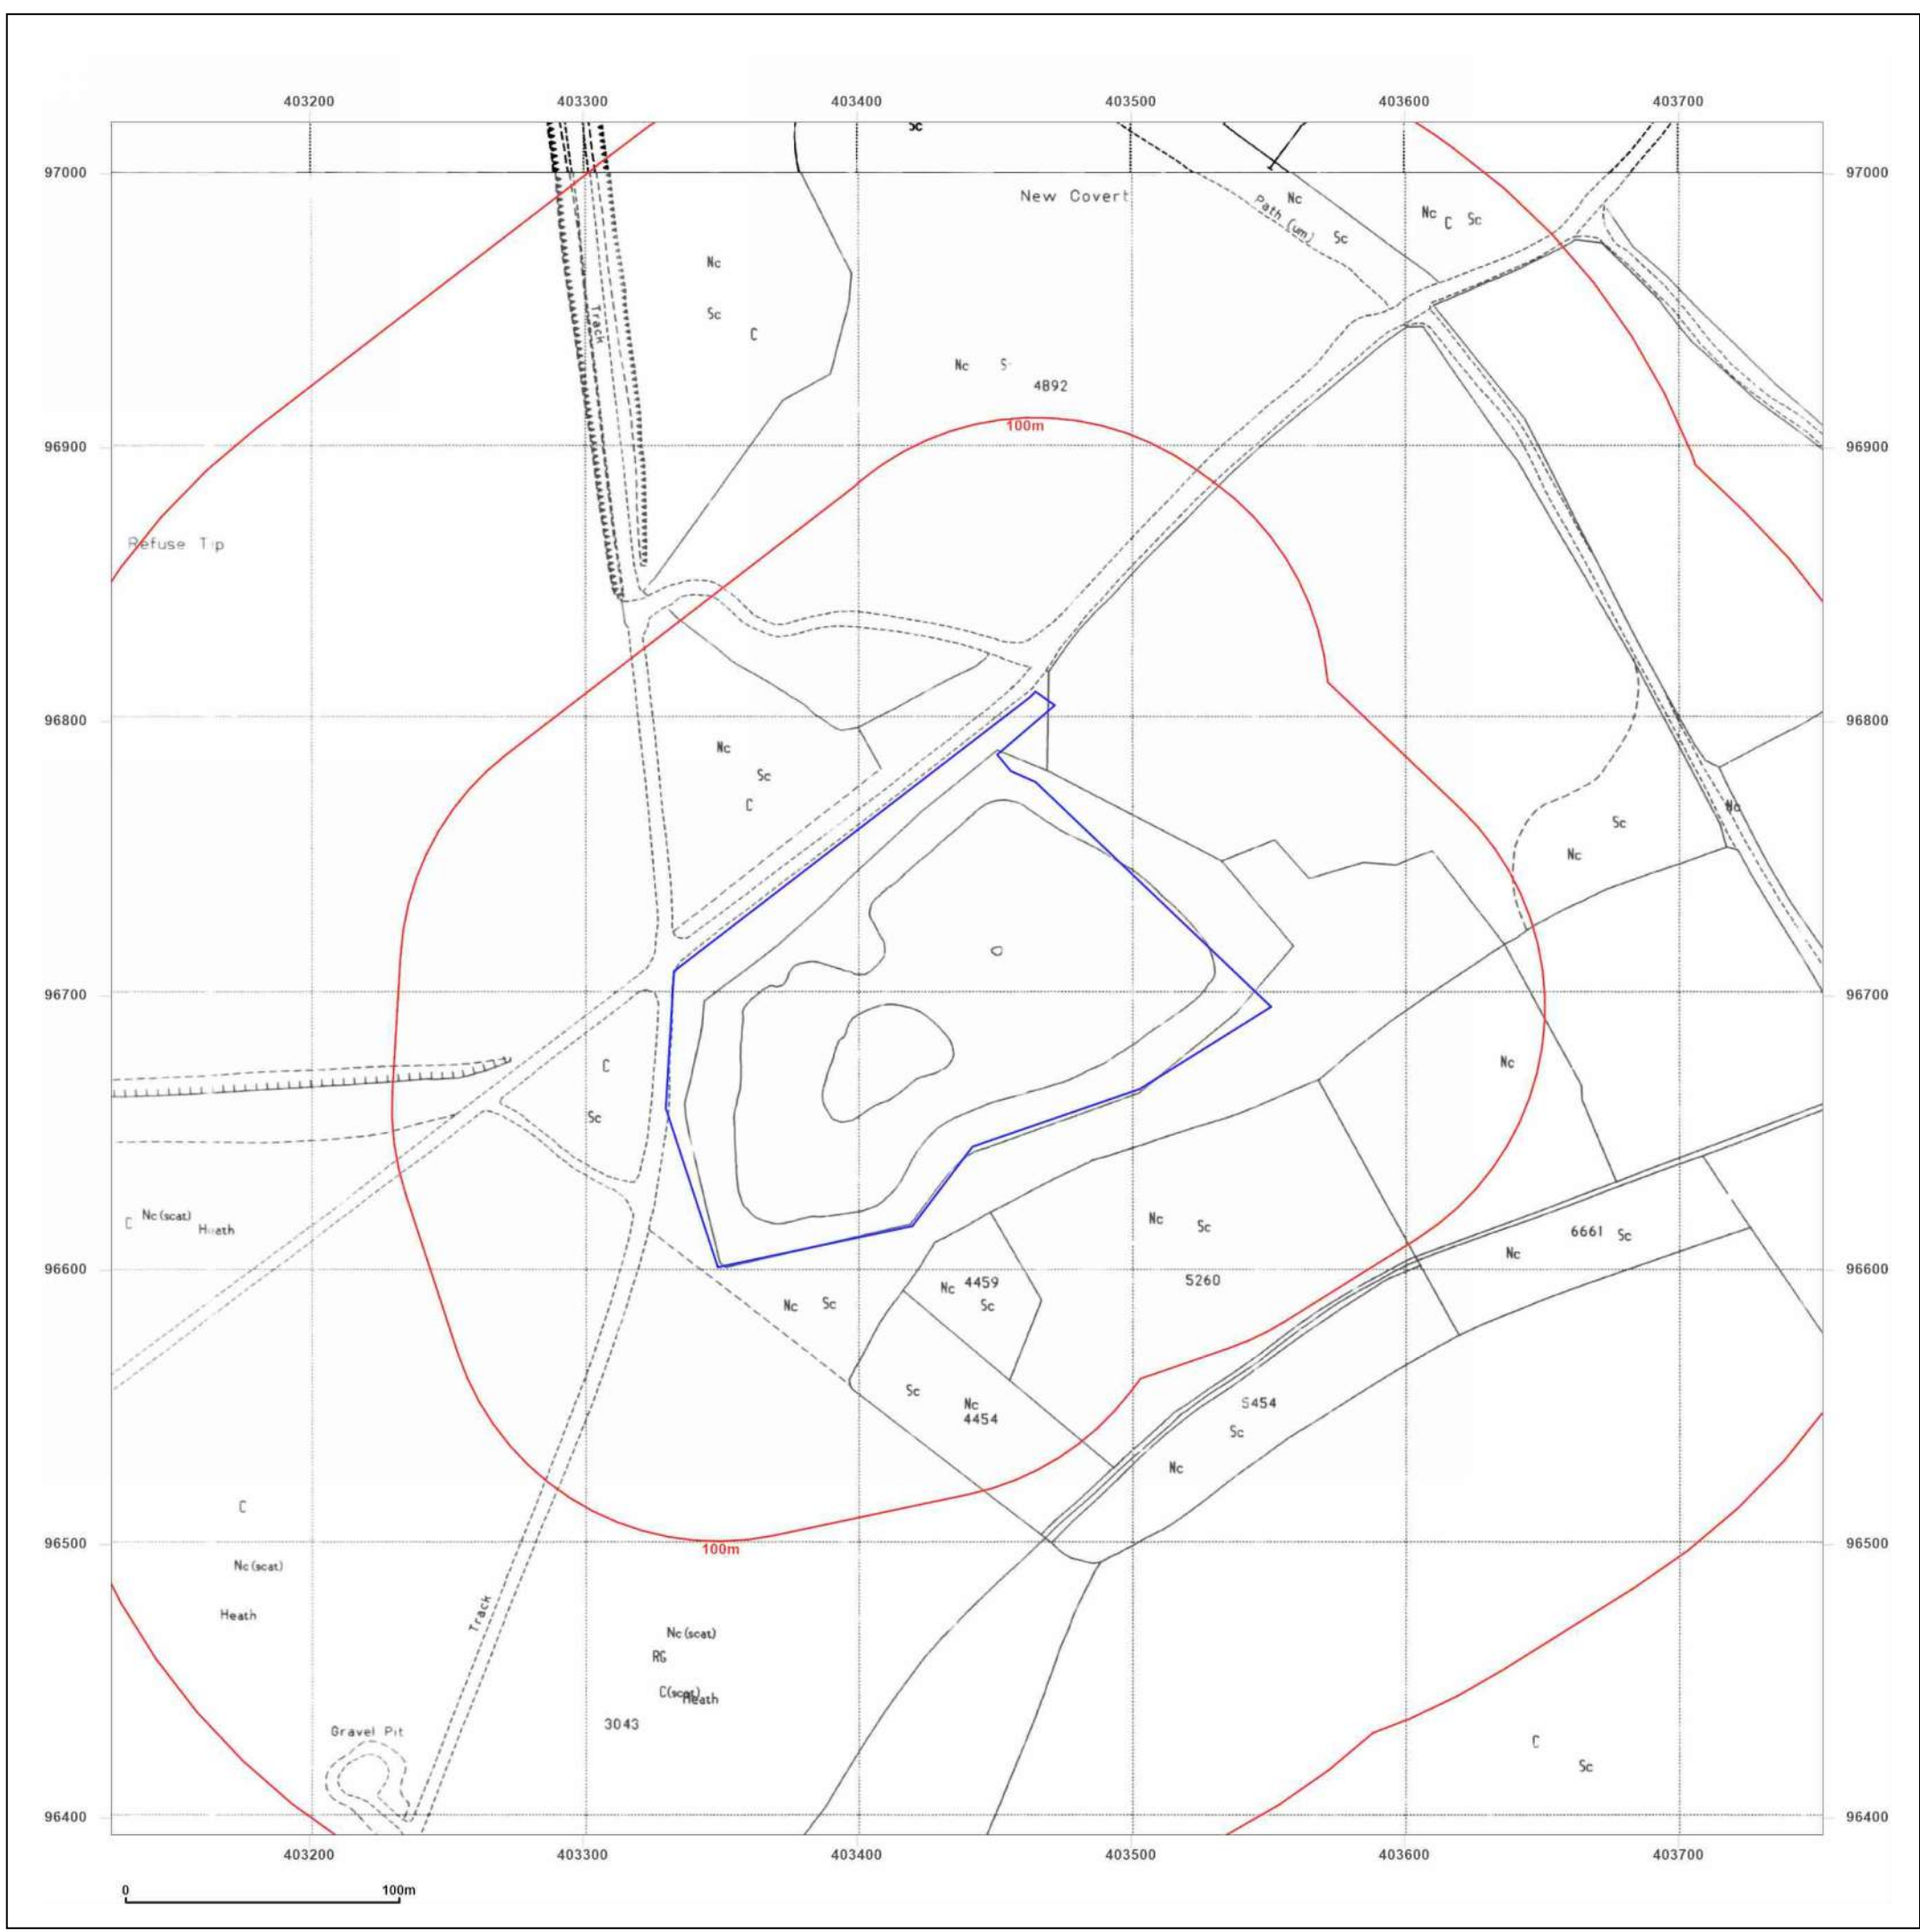 403200 403300 403400 403500 403600 403700
Sc
97000 97000
New Covert
Nc
Path (um)
Sc
Nc C Sc
Nc
Sc
C
Track
Nc
4892
100m
96900 96900
Refuse Tip
96800 96800
Nc
Sc
C
Nc
Sc
Nc
96700 96700
C
Sc
Nc
C Nc (scat)
Heath
Nc Sc
6661 Sc
Nc
96600 96600
Nc 4459
Sc
5260
Nc Sc
Sc
Nc
4454
5454
Sc
Nc
C
96500 96500
100m
Nc (scat)
Heath
Track
Nc (scat)
RG
C(scat)
Heath
3043
Gravel Pit
C
Sc
96400 96400
403200 403300 403400 403500 403600 403700
0 100m